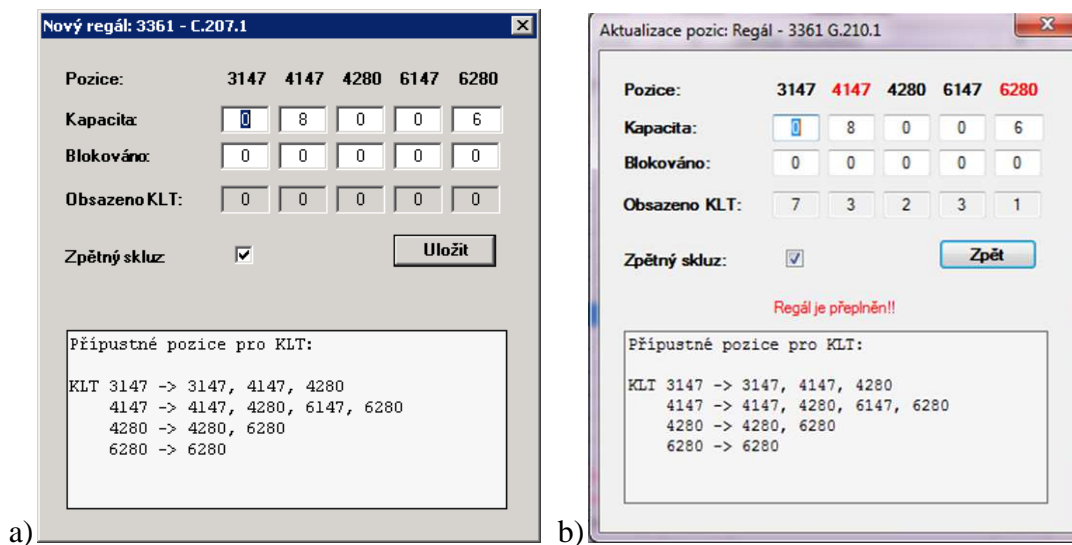 Nový regál: 3361 - C.207.1
Pozice: 3147 4147 4280 6147 6280
Kapacita: 0 8 0 0 6
Blokováno: 0 0 0 0 0
Obsazeno KLT: 0 0 0 0 0
Zpětný skluz: Uložit
Přípustné pozice pro KLT:
KLT 3147 -> 3147, 4147, 4280
4147 -> 4147, 4280, 6147, 6280
4280 -> 4280, 6280
6280 -> 6280
a)
Aktualizace pozic: Regál - 3361 G.210.1
Pozice: 3147 4147 4280 6147 6280
Kapacita: 0 8 0 0 6
Blokováno: 0 0 0 0 0
Obsazeno KLT: 7 3 2 3 1
Zpětný skluz: Zpět
Regál je přeplněn!!
Přípustné pozice pro KLT:
KLT 3147 -> 3147, 4147, 4280
4147 -> 4147, 4280, 6147, 6280
4280 -> 4280, 6280
6280 -> 6280
b)